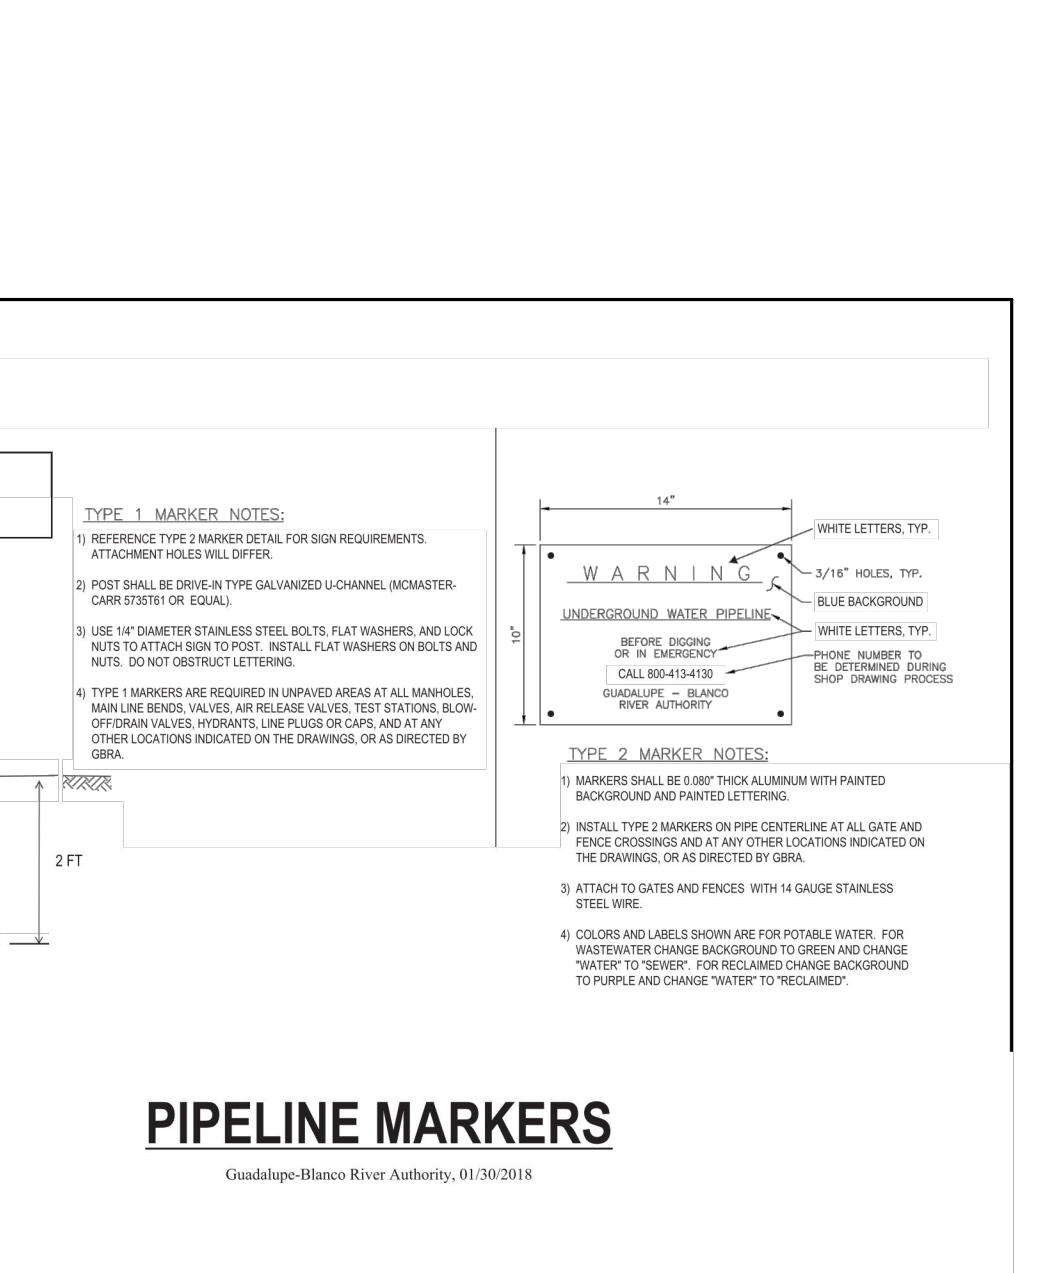 TYPE 1 MARKER NOTES:
1) REFERENCE TYPE 2 MARKER DETAIL FOR SIGN REQUIREMENTS.
ATTACHMENT HOLES WILL DIFFER.
2) POST SHALL BE DRIVE-IN TYPE GALVANIZED U-CHANNEL (MCMASTER-
CARR 5735T61 OR EQUAL).
3) USE 1/4" DIAMETER STAINLESS STEEL BOLTS, FLAT WASHERS, AND LOCK
NUTS TO ATTACH SIGN TO POST. INSTALL FLAT WASHERS ON BOLTS AND
NUTS. DO NOT OBSTRUCT LETTERING.
4) TYPE 1 MARKERS ARE REQUIRED IN UNPAVED AREAS AT ALL MANHOLES,
MAIN LINE BENDS, VALVES, AIR RELEASE VALVES, TEST STATIONS, BLOW-
OFF/DRAIN VALVES, HYDRANTS, LINE PLUGS OR CAPS, AND AT ANY
OTHER LOCATIONS INDICATED ON THE DRAWINGS, OR AS DIRECTED BY
GBRA.
2 FT
14"
10"
WARNING
UNDERGROUND WATER PIPELINE
BEFORE DIGGING
OR IN EMERGENCY
CALL 800-413-4130
GUADALUPE – BLANCO
RIVER AUTHORITY
WHITE LETTERS, TYP.
3/16" HOLES, TYP.
BLUE BACKGROUND
WHITE LETTERS, TYP.
PHONE NUMBER TO
BE DETERMINED DURING
SHOP DRAWING PROCESS
TYPE 2 MARKER NOTES:
1) MARKERS SHALL BE 0.080" THICK ALUMINUM WITH PAINTED
BACKGROUND AND PAINTED LETTERING.
2) INSTALL TYPE 2 MARKERS ON PIPE CENTERLINE AT ALL GATE AND
FENCE CROSSINGS AND AT ANY OTHER LOCATIONS INDICATED ON
THE DRAWINGS, OR AS DIRECTED BY GBRA.
3) ATTACH TO GATES AND FENCES WITH 14 GAUGE STAINLESS
STEEL WIRE.
4) COLORS AND LABELS SHOWN ARE FOR POTABLE WATER. FOR
WASTEWATER CHANGE BACKGROUND TO GREEN AND CHANGE
"WATER" TO "SEWER". FOR RECLAIMED CHANGE BACKGROUND
TO PURPLE AND CHANGE "WATER" TO "RECLAIMED".
PIPELINE MARKERS
Guadalupe-Blanco River Authority, 01/30/2018